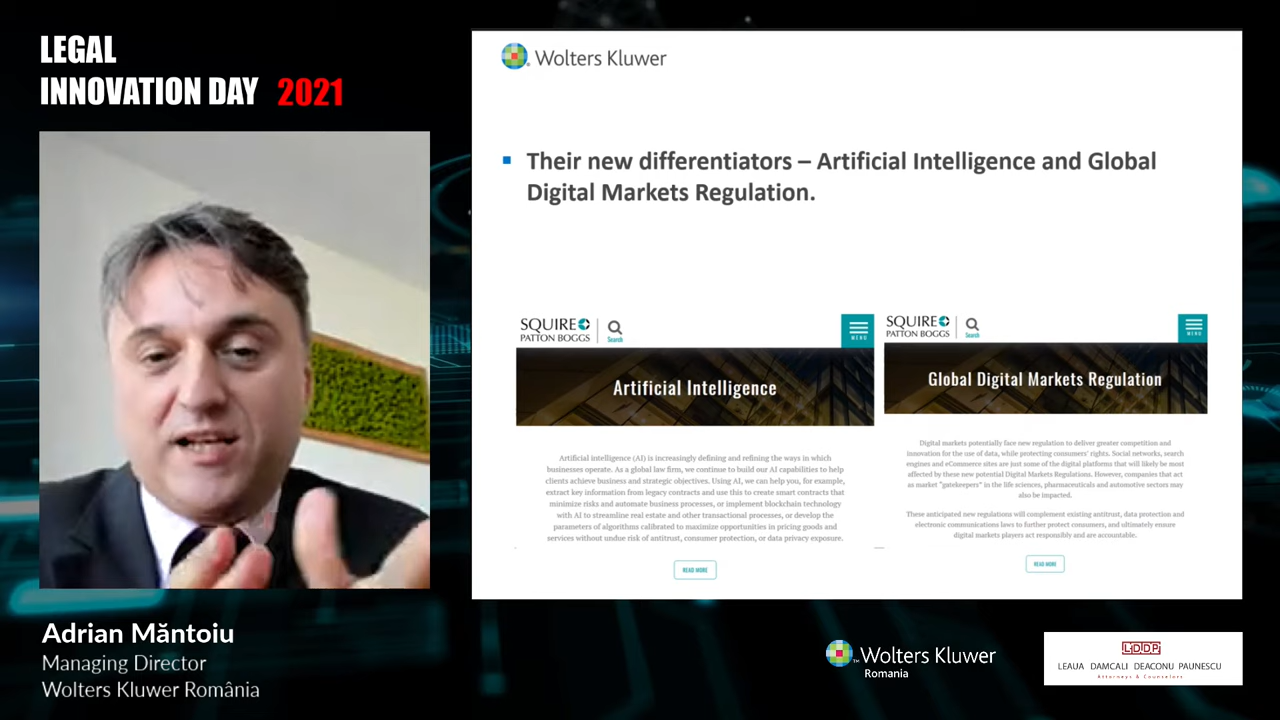 LEGAL
INNOVATION DAY 2021
Wolters Kluwer
Their new differentiators – Artificial Intelligence and Global
Digital Markets Regulation.
SQUIRE
PATTON BOGGS
Search
MENU
Artificial Intelligence
Artificial intelligence (AI) is increasingly defining and refining the ways in which
businesses operate. As a global law firm, we continue to build our AI capabilities to help
clients achieve business and strategic objectives. Using AI, we can help you, for example,
extract key information from legacy contracts and use this to create smart contracts that
minimize risks and automate business processes, or implement blockchain technology
with AI to streamline real estate and other transactional processes, or develop the
parameters of algorithms calibrated to maximize opportunities in pricing goods and
services without undue risk of antitrust, consumer protection, or data privacy exposure.
READ MORE
SQUIRE
PATTON BOGGS
Search
MENU
Global Digital Markets Regulation
Digital markets potentially face new regulation to deliver greater competition and
innovation for the use of data, while protecting consumers' rights. Social networks, search
engines and eCommerce sites are just some of the digital platforms that will likely be most
affected by these new potential Digital Markets Regulations. However, companies that act
as market "gatekeepers" in the life sciences, pharmaceuticals and automotive sectors may
also be impacted.
These anticipated new regulations will complement existing antitrust, data protection and
electronic communications laws to further protect consumers, and ultimately ensure
digital markets players act responsibly and are accountable.
READ MORE
Adrian Măntoiu
Managing Director
Wolters Kluwer România
TM Wolters Kluwer
Romania
LDDP
LEAUA DAMCALI DEACONU PAUNESCU
Attorneys & Counselors